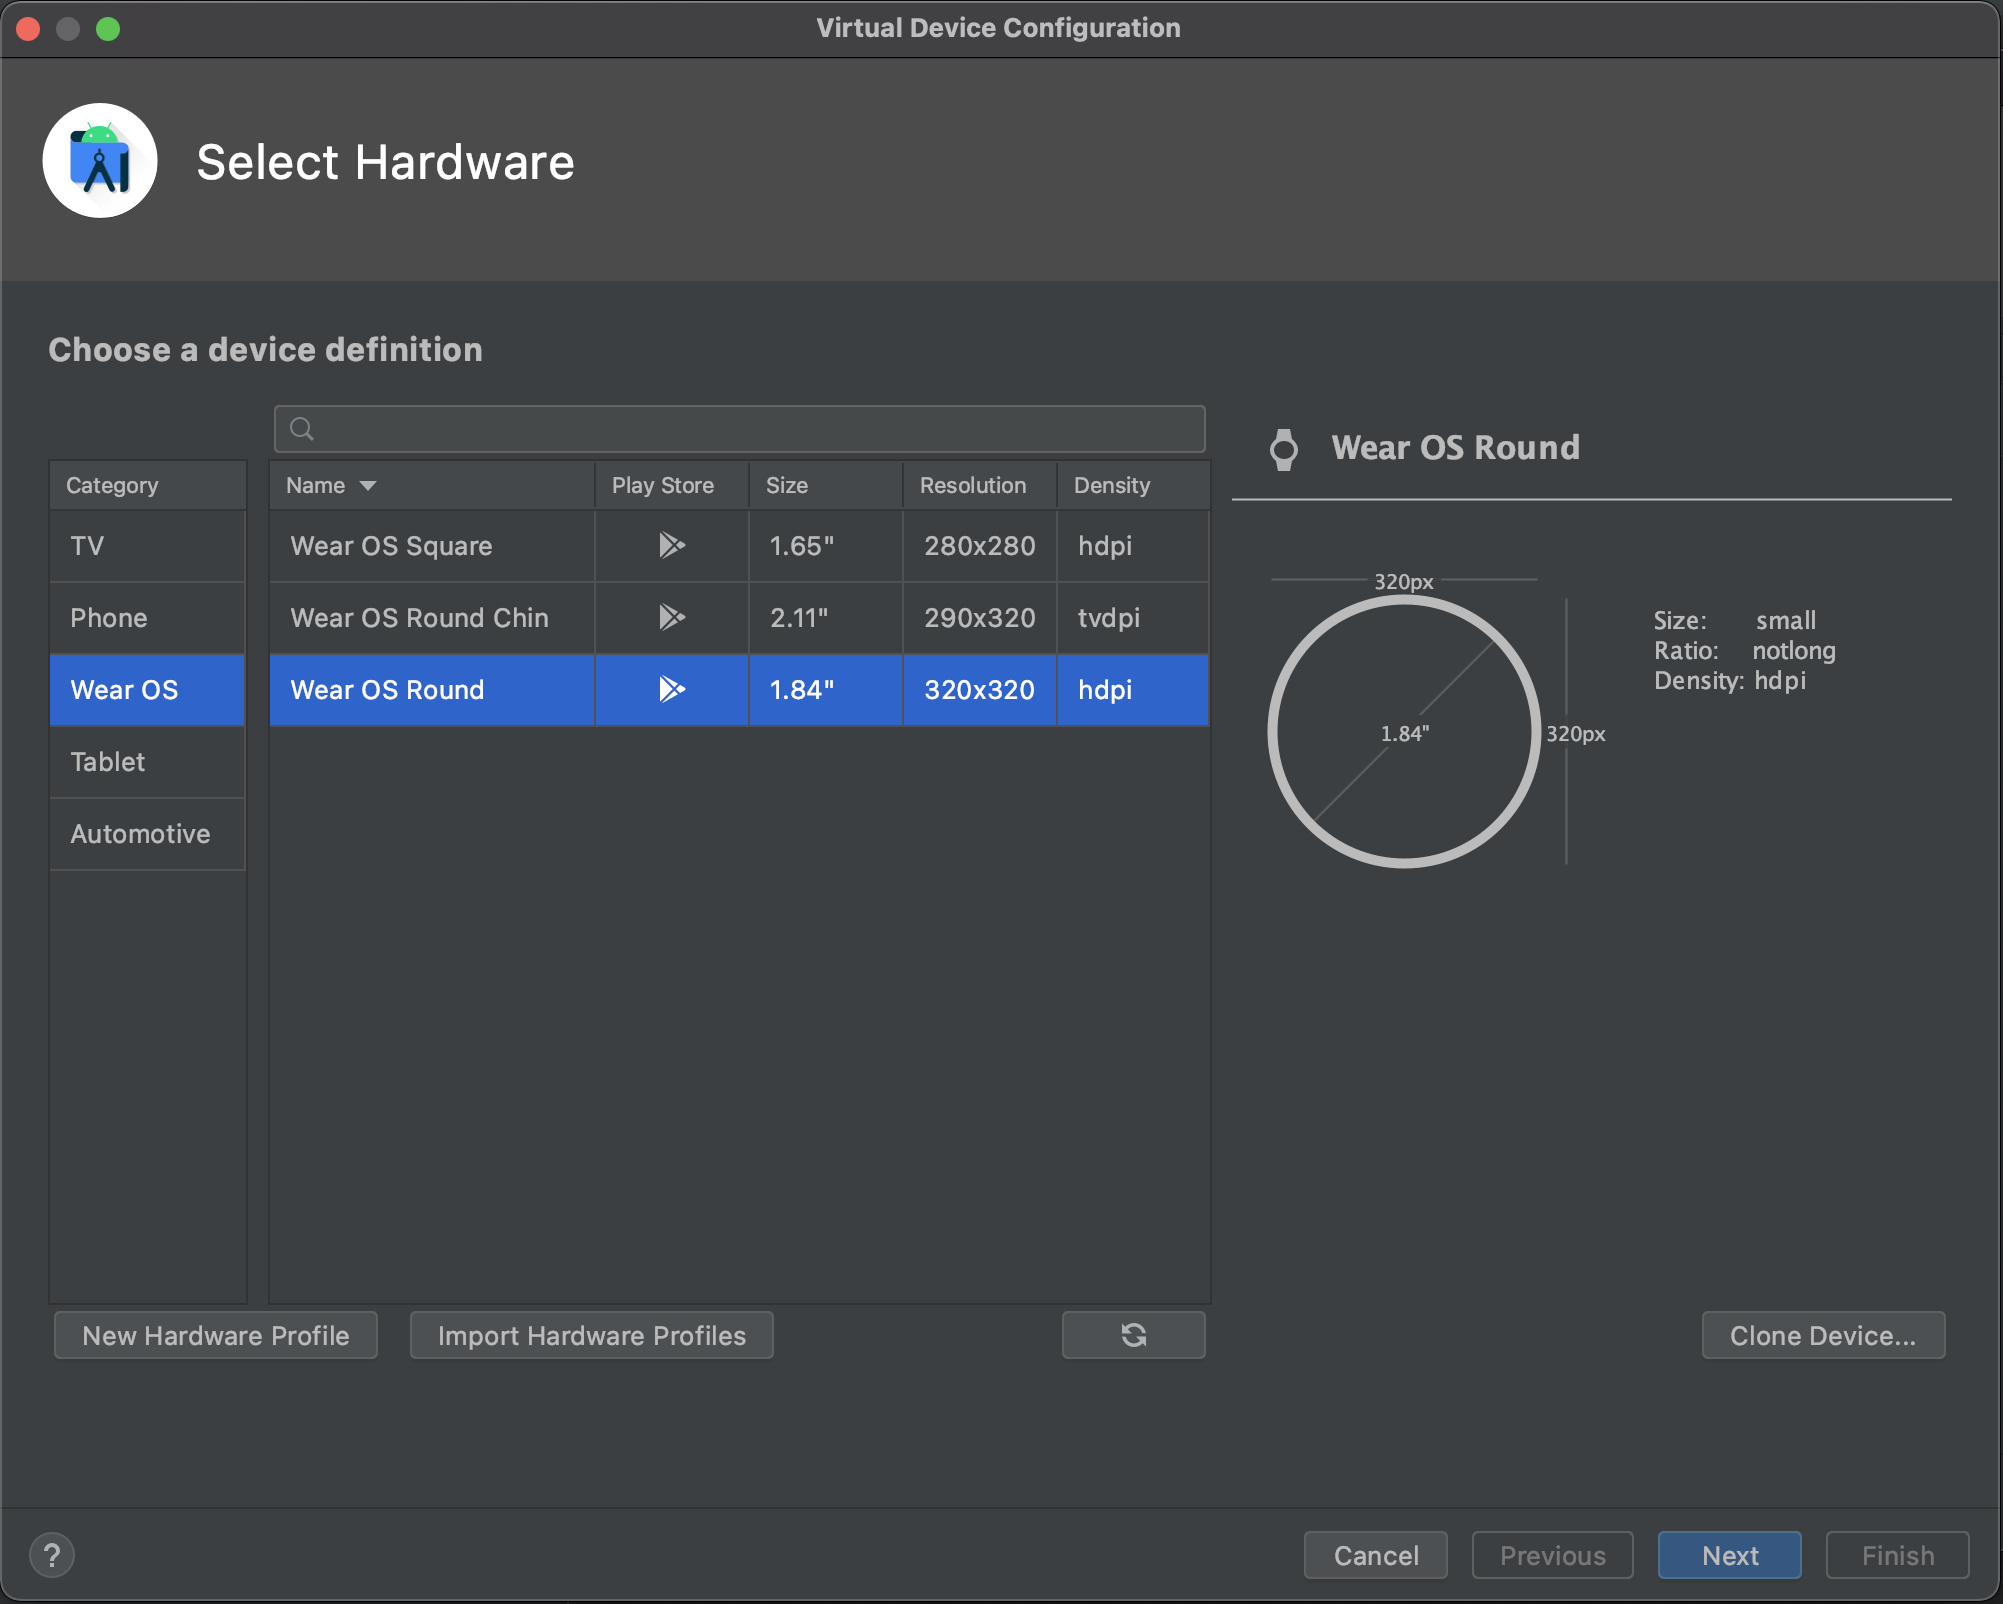 Virtual Device Configuration
Select Hardware
Choose a device definition
Category
TV
Phone
Wear OS
Tablet
Automotive
Name Play Store Size Resolution Density
Wear OS Square 1.65" 280x280 hdpi
Wear OS Round Chin 2.11" 290x320 tvdpi
Wear OS Round 1.84" 320x320 hdpi
Wear OS Round
320px
1.84"
320px
Size: small
Ratio: notlong
Density: hdpi
New Hardware Profile Import Hardware Profiles Clone Device...
? Cancel Previous Next Finish